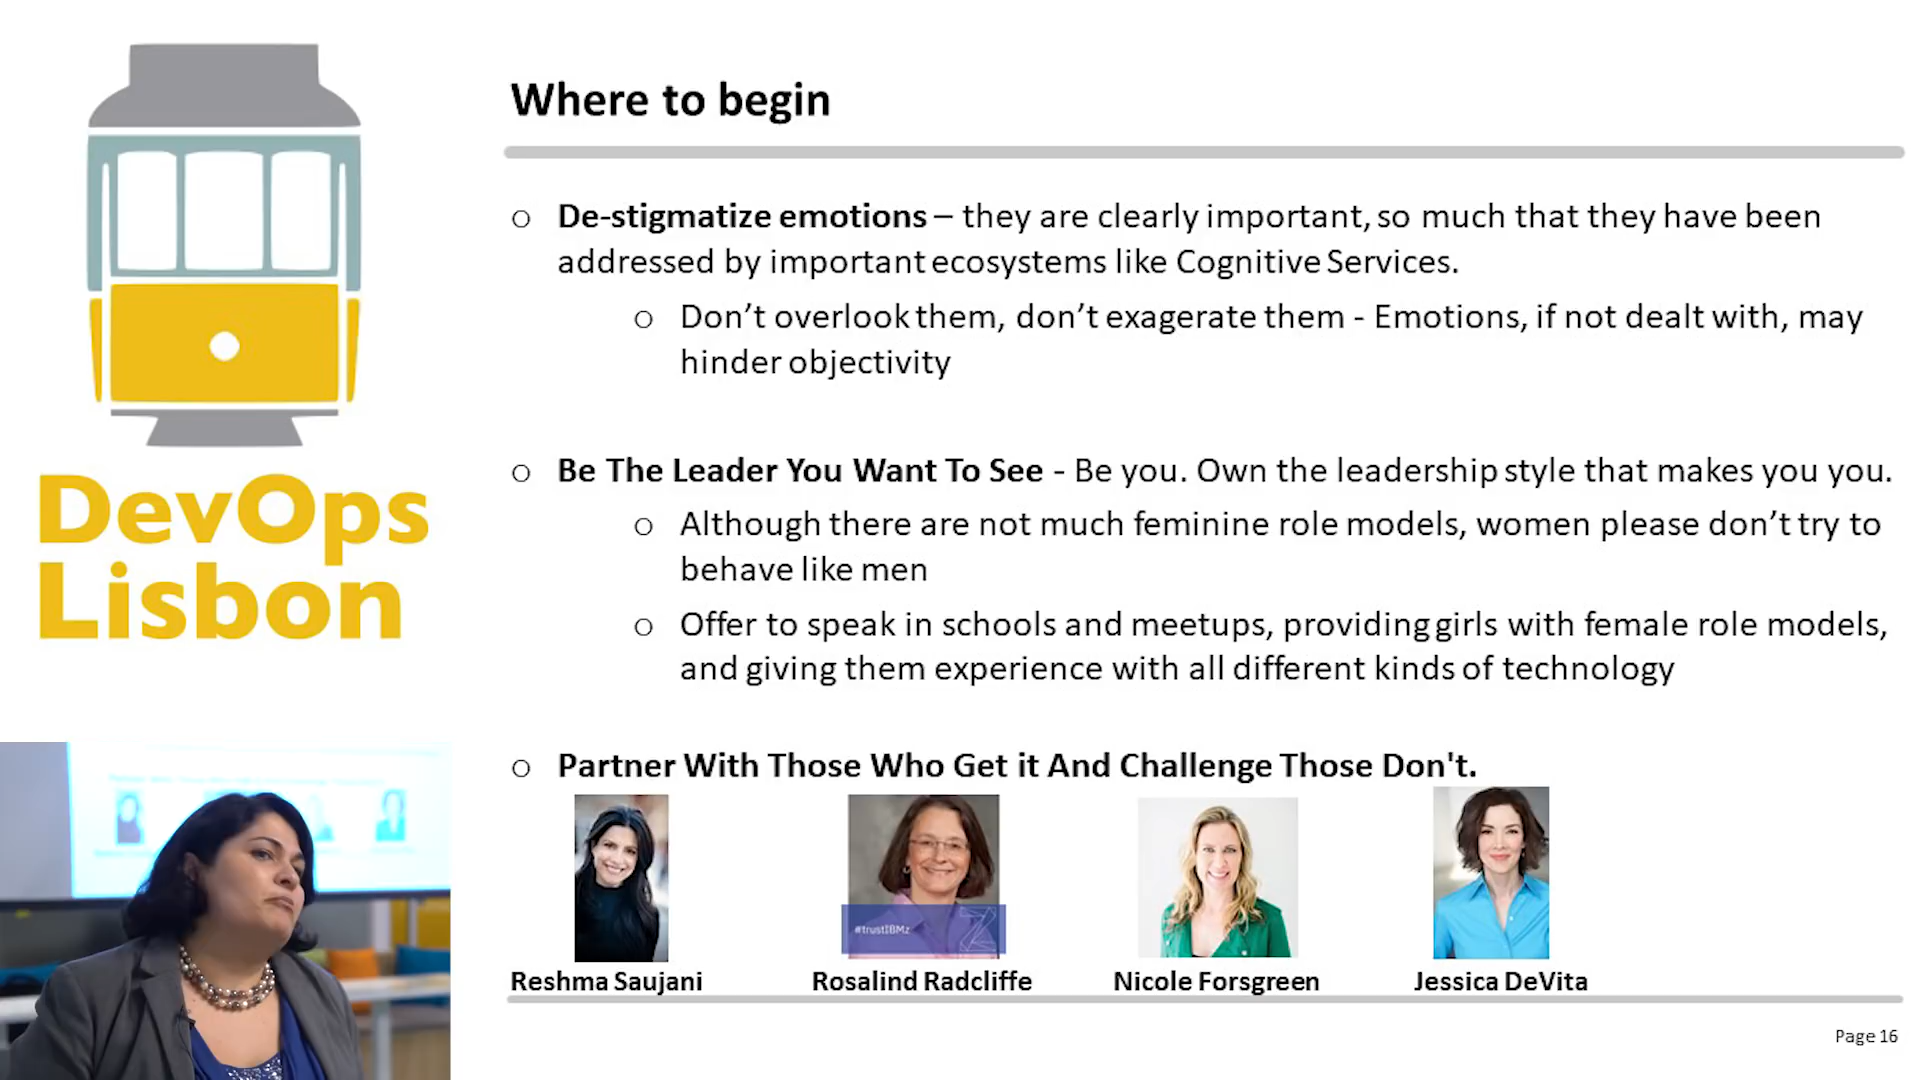 DevOps
Lisbon
Where to begin
o De-stigmatize emotions – they are clearly important, so much that they have been
addressed by important ecosystems like Cognitive Services.
o Don’t overlook them, don’t exagerate them - Emotions, if not dealt with, may
hinder objectivity
o Be The Leader You Want To See - Be you. Own the leadership style that makes you you.
o Although there are not much feminine role models, women please don’t try to
behave like men
o Offer to speak in schools and meetups, providing girls with female role models,
and giving them experience with all different kinds of technology
o Partner With Those Who Get it And Challenge Those Don't.
#trustIBMz
Reshma Saujani
Rosalind Radcliffe
Nicole Forsgreen
Jessica DeVita
Page 16